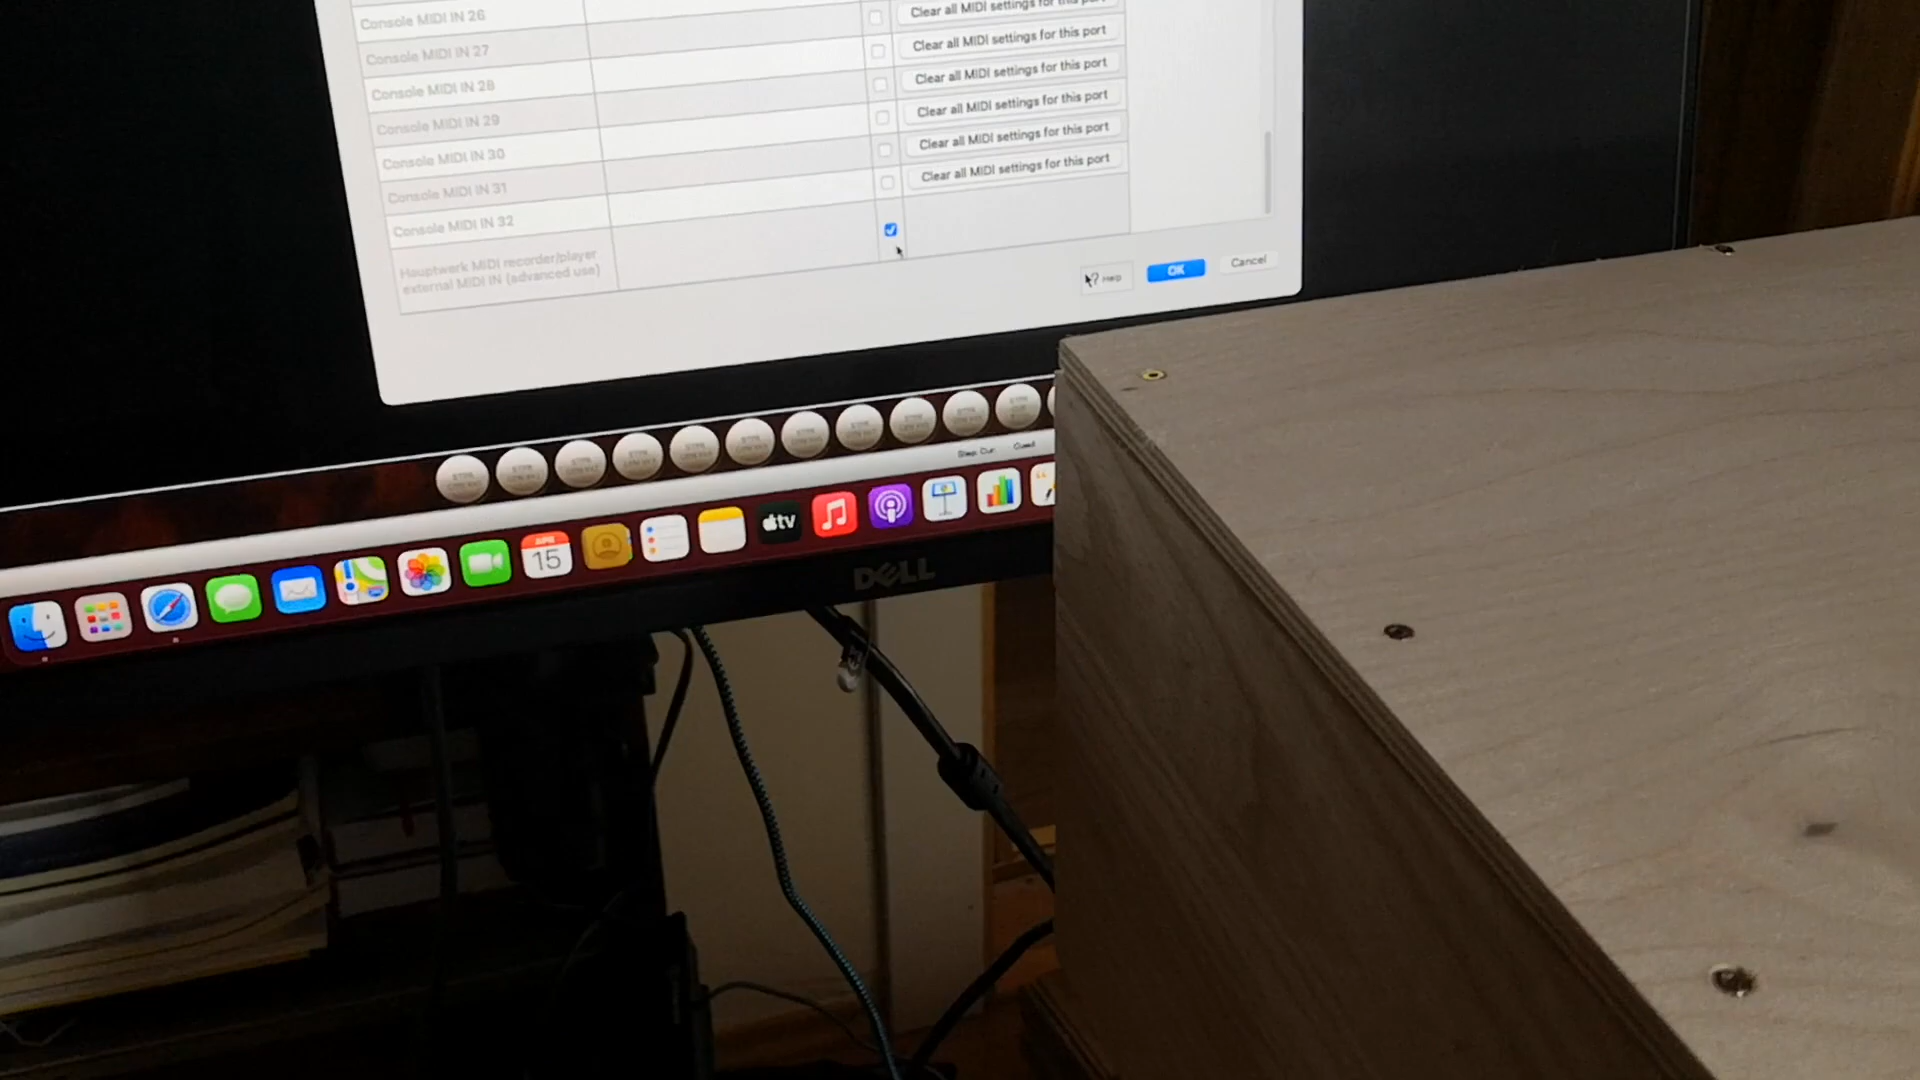 Console MIDI IN 26
Clear all MIDI settings for this port
Console MIDI IN 27
Clear all MIDI settings for this port
Console MIDI IN 28
Clear all MIDI settings for this port
Console MIDI IN 29
Clear all MIDI settings for this port
Console MIDI IN 30
Clear all MIDI settings for this port
Console MIDI IN 31
Clear all MIDI settings for this port
Console MIDI IN 32
Hauptwerk MIDI recorder/player
external MIDI IN (advanced use)
? Help
OK
Cancel
APR
15
tv
DELL